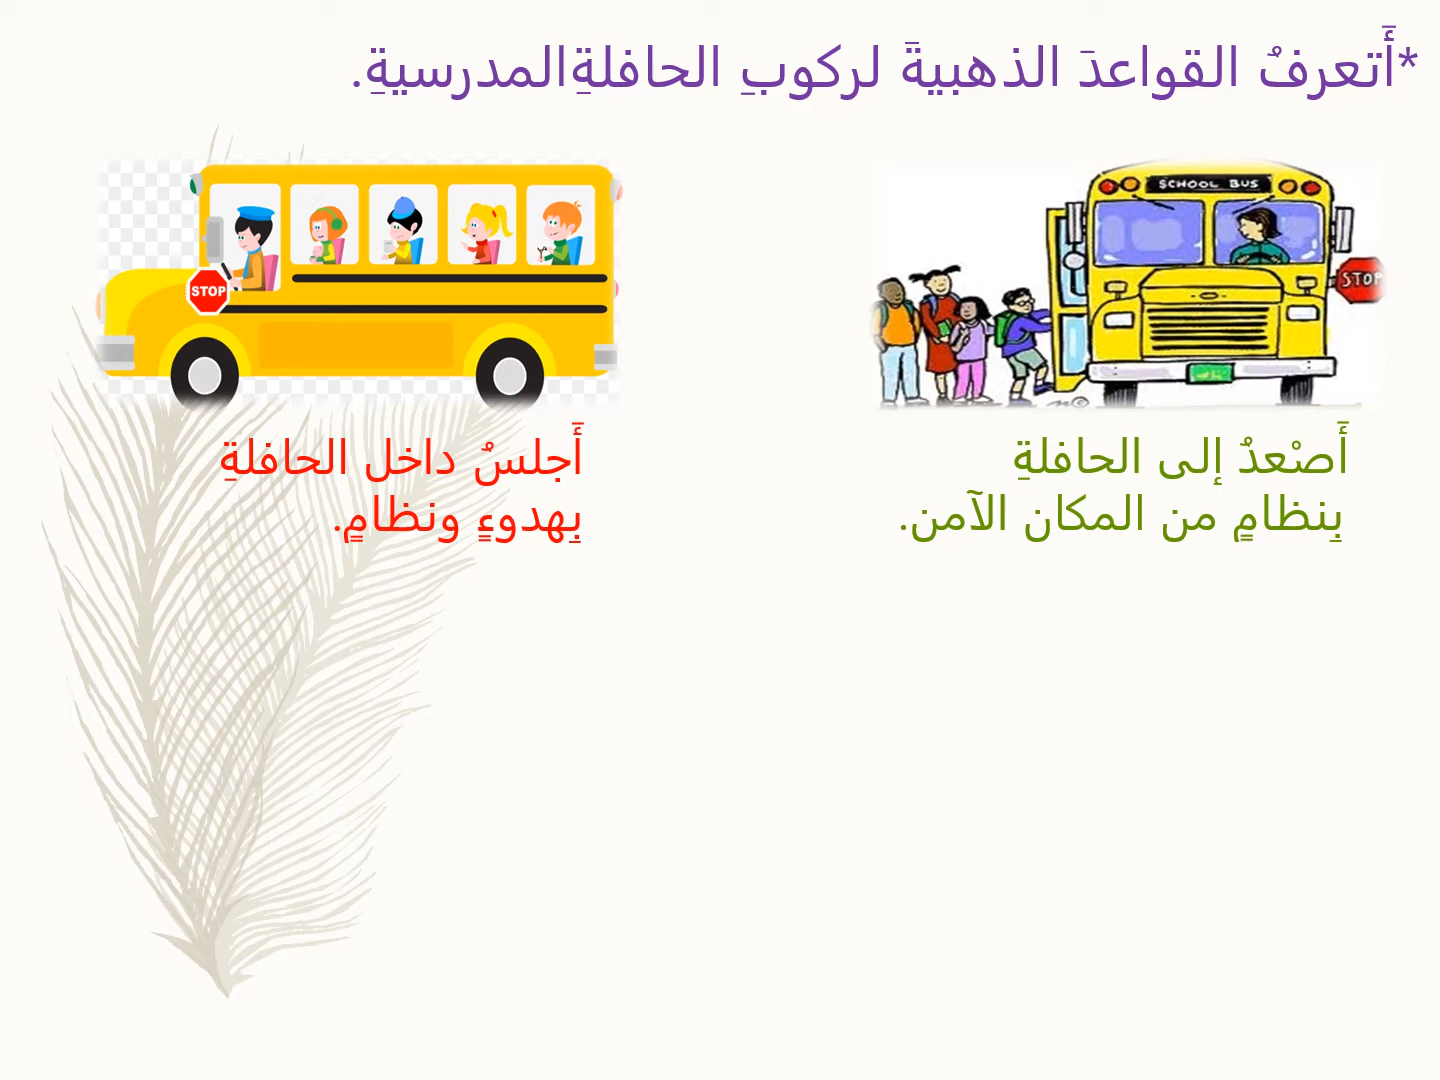 *أَتعرفُ القواعدَ الذهبيةَ لركوبِ الحافلةِالمدرسيةِ.
SCHOOL BUS
STOP
أَصْعدُ إلى الحافلةِ
بِنظامٍ من المكان الآمن.
STOP
أَجلسُ داخل الحافلةِ
بِهدوءٍ ونظامٍ.